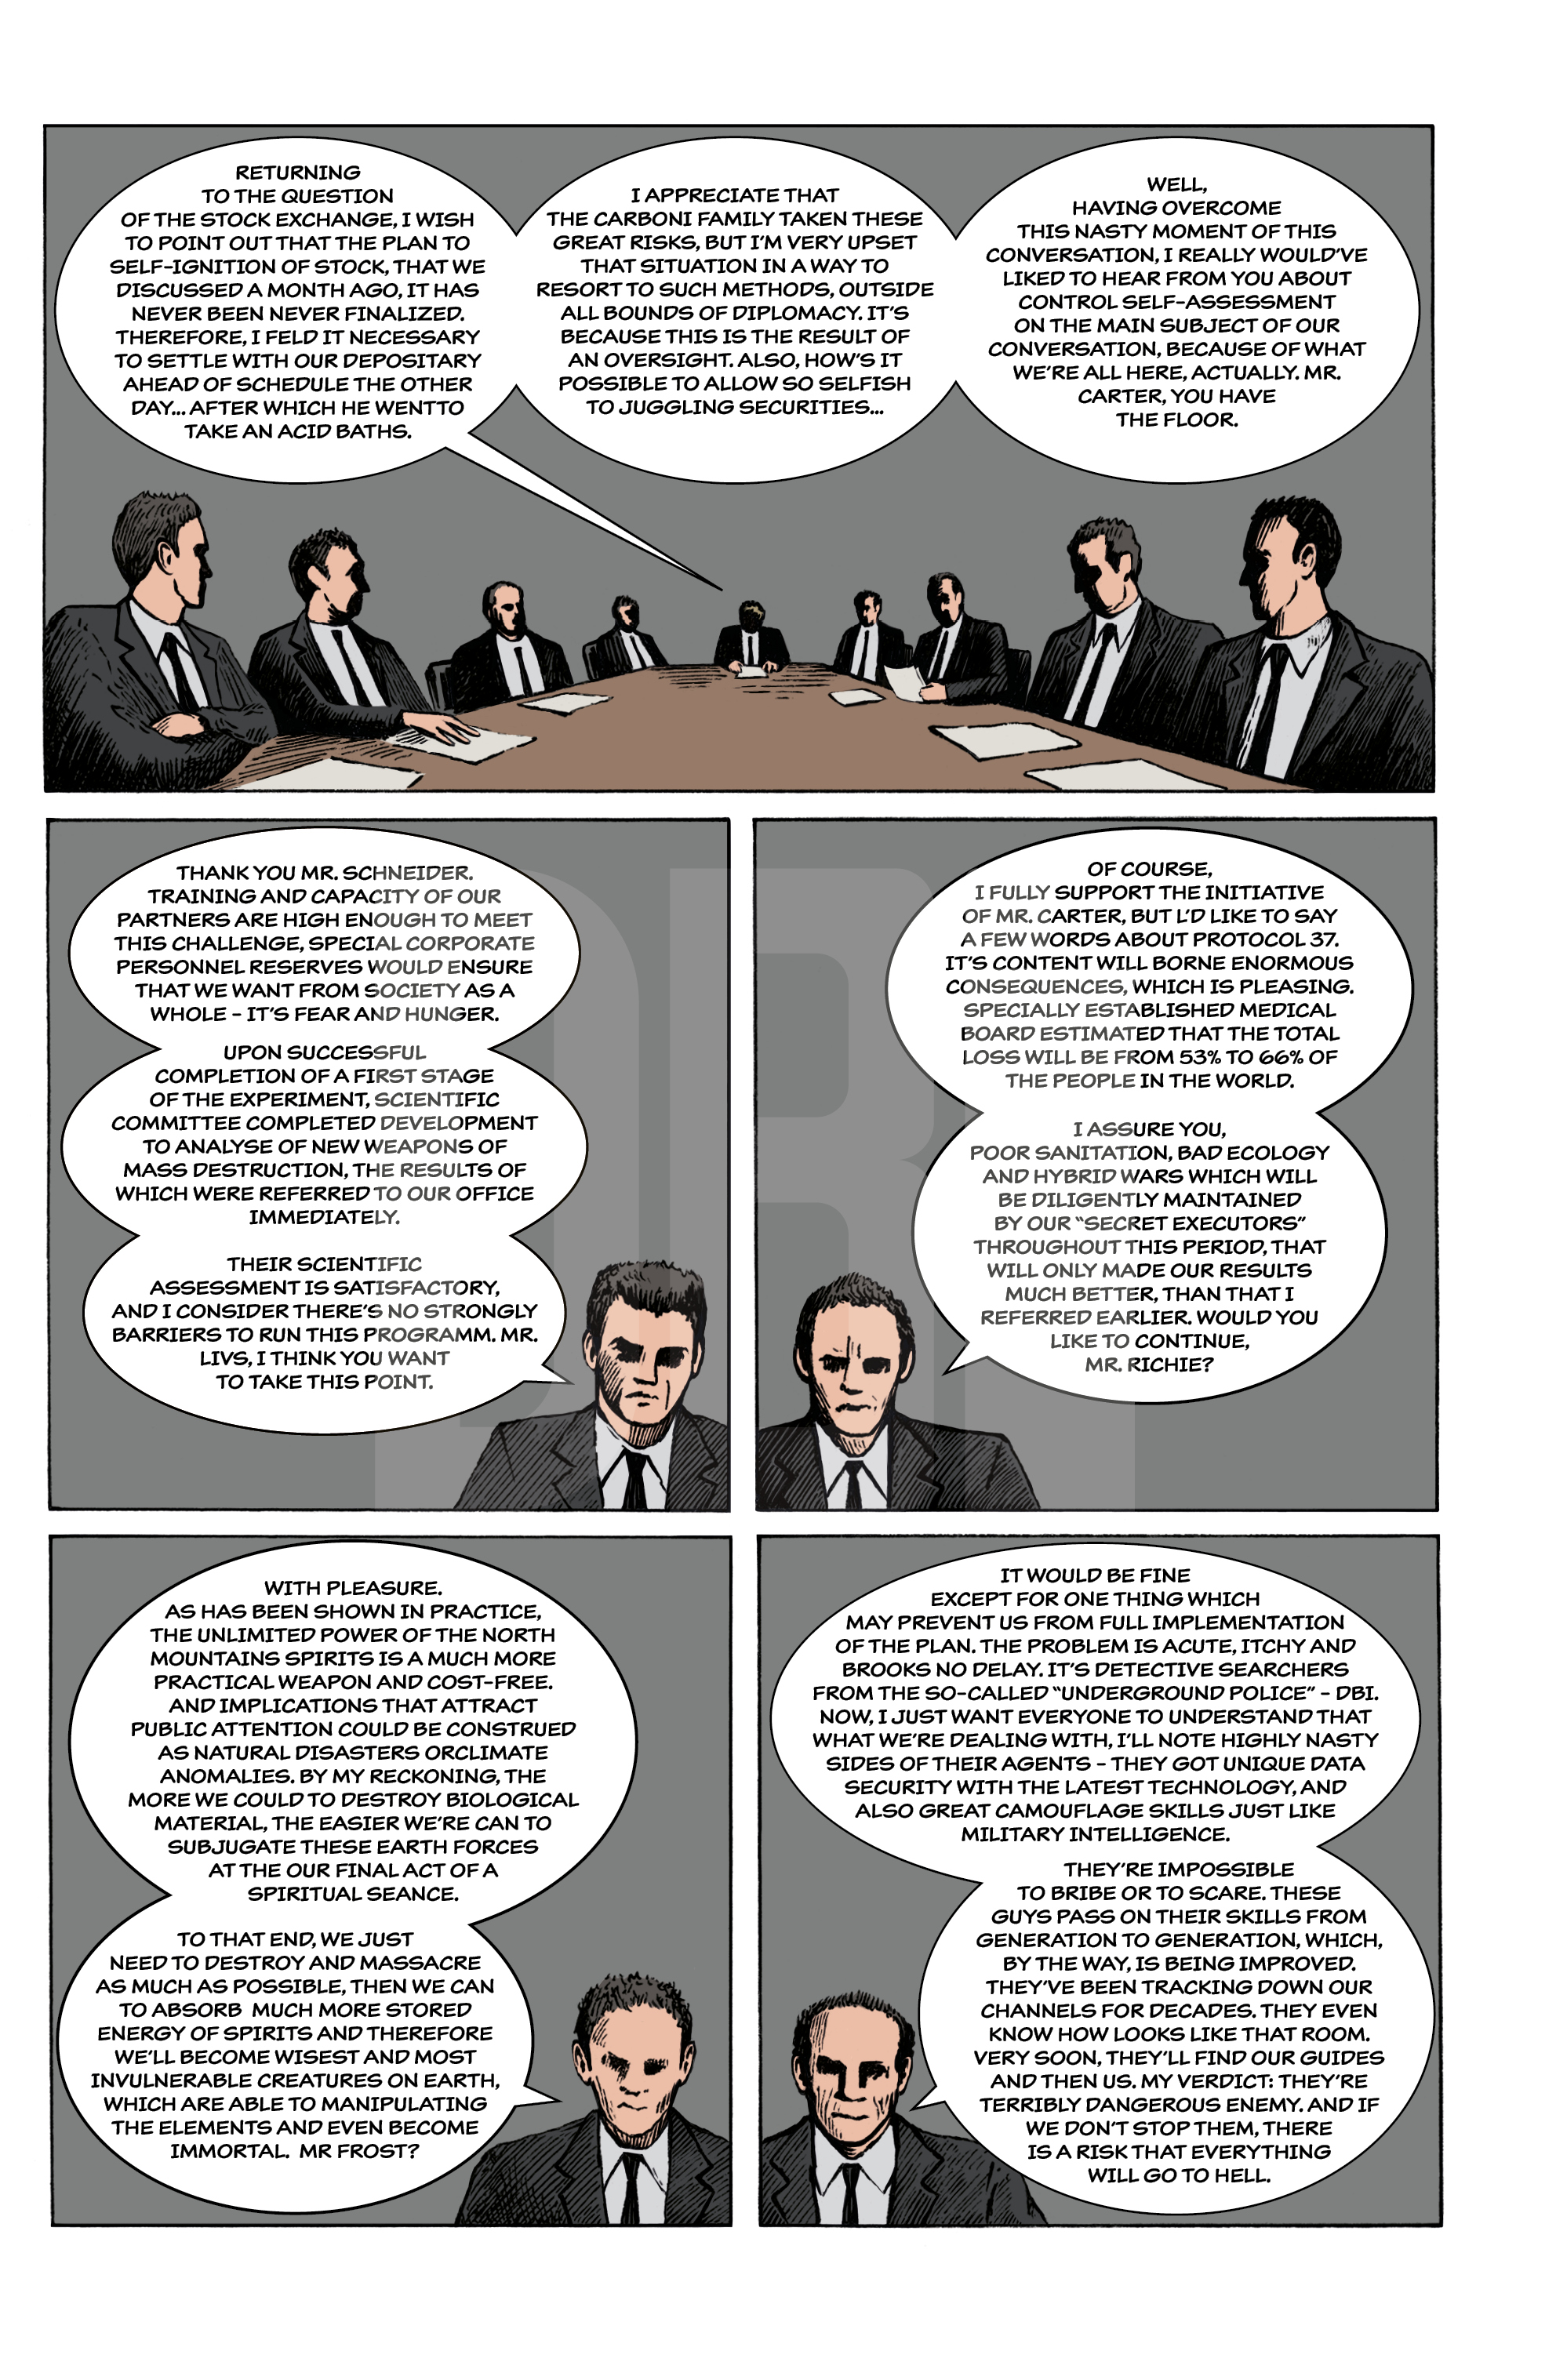 RETURNING
TO THE QUESTION
OF THE STOCK EXCHANGE, I WISH
TO POINT OUT THAT THE PLAN TO
SELF-IGNITION OF STOCK, THAT WE
DISCUSSED A MONTH AGO, IT HAS
NEVER BEEN NEVER FINALIZED.
THEREFORE, I FELD IT NECESSARY
TO SETTLE WITH OUR DEPOSITARY
AHEAD OF SCHEDULE THE OTHER
DAY... AFTER WHICH HE WENTTO
TAKE AN ACID BATHS.
I APPRECIATE THAT
THE CARBONI FAMILY TAKEN THESE
GREAT RISKS, BUT I'M VERY UPSET
THAT SITUATION IN A WAY TO
RESORT TO SUCH METHODS, OUTSIDE
ALL BOUNDS OF DIPLOMACY. IT'S
BECAUSE THIS IS THE RESULT OF
AN OVERSIGHT. ALSO, HOW'S IT
POSSIBLE TO ALLOW SO SELFISH
TO JUGGLING SECURITIES...
WELL,
HAVING OVERCOME
THIS NASTY MOMENT OF THIS
CONVERSATION, I REALLY WOULD'VE
LIKED TO HEAR FROM YOU ABOUT
CONTROL SELF-ASSESSMENT
ON THE MAIN SUBJECT OF OUR
CONVERSATION, BECAUSE OF WHAT
WE'RE ALL HERE, ACTUALLY. MR.
CARTER, YOU HAVE
THE FLOOR.
THANK YOU MR. SCHNEIDER.
TRAINING AND CAPACITY OF OUR
PARTNERS ARE HIGH ENOUGH TO MEET
THIS CHALLENGE, SPECIAL CORPORATE
PERSONNEL RESERVES WOULD ENSURE
THAT WE WANT FROM SOCIETY AS A
WHOLE - IT'S FEAR AND HUNGER.
UPON SUCCESSFUL
COMPLETION OF A FIRST STAGE
OF THE EXPERIMENT, SCIENTIFIC
COMMITTEE COMPLETED DEVELOPMENT
TO ANALYSE OF NEW WEAPONS OF
MASS DESTRUCTION, THE RESULTS OF
WHICH WERE REFERRED TO OUR OFFICE
IMMEDIATELY.
THEIR SCIENTIFIC
ASSESSMENT IS SATISFACTORY,
AND I CONSIDER THERE'S NO STRONGLY
BARRIERS TO RUN THIS PROGRAMM. MR.
LIVS, I THINK YOU WANT
TO TAKE THIS POINT.
OF COURSE,
I FULLY SUPPORT THE INITIATIVE
OF MR. CARTER, BUT L'D LIKE TO SAY
A FEW WORDS ABOUT PROTOCOL 37.
IT'S CONTENT WILL BORNE ENORMOUS
CONSEQUENCES, WHICH IS PLEASING.
SPECIALLY ESTABLISHED MEDICAL
BOARD ESTIMATED THAT THE TOTAL
LOSS WILL BE FROM 53% TO 66% OF
THE PEOPLE IN THE WORLD.
I ASSURE YOU,
POOR SANITATION, BAD ECOLOGY
AND HYBRID WARS WHICH WILL
BE DILIGENTLY MAINTAINED
BY OUR "SECRET EXECUTORS"
THROUGHOUT THIS PERIOD, THAT
WILL ONLY MADE OUR RESULTS
MUCH BETTER, THAN THAT I
REFERRED EARLIER. WOULD YOU
LIKE TO CONTINUE,
MR. RICHIE?
WITH PLEASURE.
AS HAS BEEN SHOWN IN PRACTICE,
THE UNLIMITED POWER OF THE NORTH
MOUNTAINS SPIRITS IS A MUCH MORE
PRACTICAL WEAPON AND COST-FREE.
AND IMPLICATIONS THAT ATTRACT
PUBLIC ATTENTION COULD BE CONSTRUED
AS NATURAL DISASTERS ORCLIMATE
ANOMALIES. BY MY RECKONING, THE
MORE WE COULD TO DESTROY BIOLOGICAL
MATERIAL, THE EASIER WE'RE CAN TO
SUBJUGATE THESE EARTH FORCES
AT THE OUR FINAL ACT OF A
SPIRITUAL SEANCE.
TO THAT END, WE JUST
NEED TO DESTROY AND MASSACRE
AS MUCH AS POSSIBLE, THEN WE CAN
TO ABSORB MUCH MORE STORED
ENERGY OF SPIRITS AND THEREFORE
WE'LL BECOME WISEST AND MOST
INVULNERABLE CREATURES ON EARTH,
WHICH ARE ABLE TO MANIPULATING
THE ELEMENTS AND EVEN BECOME
IMMORTAL. MR FROST?
IT WOULD BE FINE
EXCEPT FOR ONE THING WHICH
MAY PREVENT US FROM FULL IMPLEMENTATION
OF THE PLAN. THE PROBLEM IS ACUTE, ITCHY AND
BROOKS NO DELAY. IT'S DETECTIVE SEARCHERS
FROM THE SO-CALLED "UNDERGROUND POLICE" - DBI.
NOW, I JUST WANT EVERYONE TO UNDERSTAND THAT
WHAT WE'RE DEALING WITH, I'LL NOTE HIGHLY NASTY
SIDES OF THEIR AGENTS - THEY GOT UNIQUE DATA
SECURITY WITH THE LATEST TECHNOLOGY, AND
ALSO GREAT CAMOUFLAGE SKILLS JUST LIKE
MILITARY INTELLIGENCE.
THEY'RE IMPOSSIBLE
TO BRIBE OR TO SCARE. THESE
GUYS PASS ON THEIR SKILLS FROM
GENERATION TO GENERATION, WHICH,
BY THE WAY, IS BEING IMPROVED.
THEY'VE BEEN TRACKING DOWN OUR
CHANNELS FOR DECADES. THEY EVEN
KNOW HOW LOOKS LIKE THAT ROOM.
VERY SOON, THEY'LL FIND OUR GUIDES
AND THEN US. MY VERDICT: THEY'RE
TERRIBLY DANGEROUS ENEMY. AND IF
WE DON'T STOP THEM, THERE
IS A RISK THAT EVERYTHING
WILL GO TO HELL.